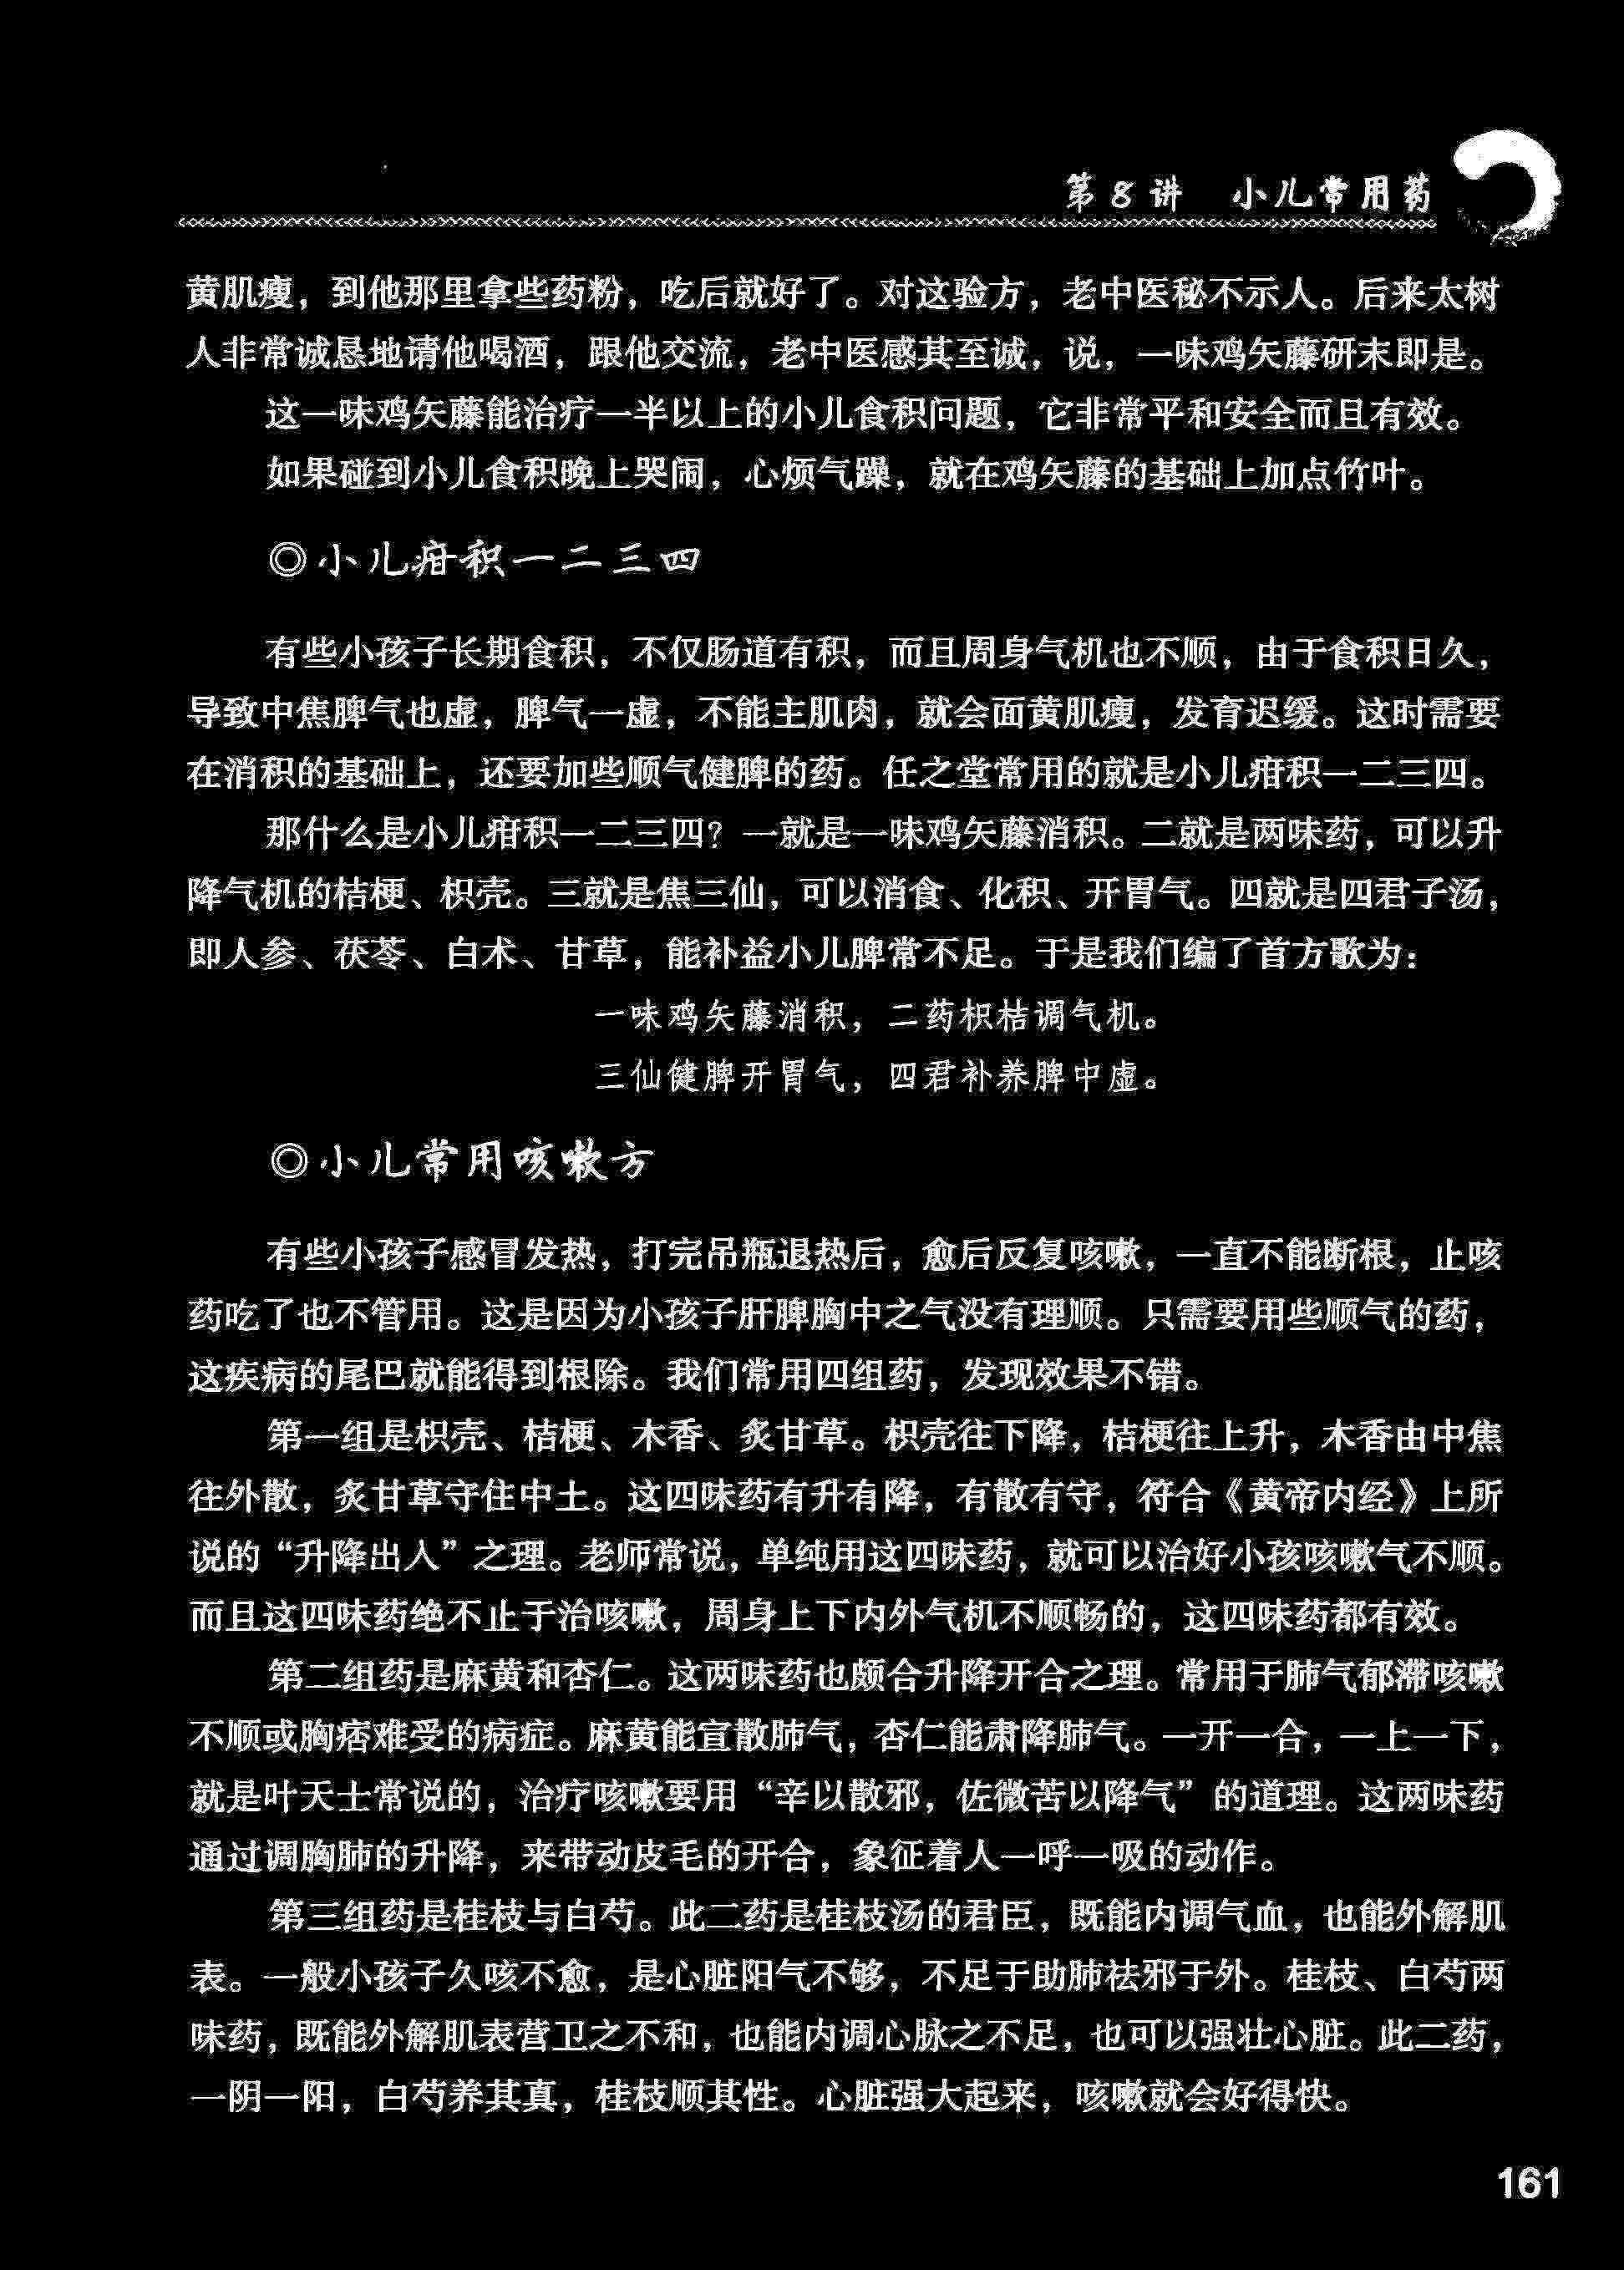 第8讲 小儿常用药
黄肌瘦，到他那里拿些药粉，吃后就好了。对这验方，老中医秘不示人。后来太树
人非常诚恳地请他喝酒，跟他交流，老中医感其至诚，说，一味鸡矢藤研末即是。
这一味鸡矢藤能治疗一半以上的小儿食积问题，它非常平和安全而且有效。
如果碰到小儿食积晚上哭闹，心烦气躁，就在鸡矢藤的基础上加点竹叶。
◎小儿疳积一二三四
有些小孩子长期食积，不仅肠道有积，而且周身气机也不顺，由于食积日久，
导致中焦脾气也虚，脾气一虚，不能主肌肉，就会面黄肌瘦，发育迟缓。这时需要
在消积的基础上，还要加些顺气健脾的药。任之堂常用的就是小儿疳积一二三四。
那什么是小儿疳积一二三四？一就是一味鸡矢藤消积。二就是两味药，可以升
降气机的桔梗、枳壳。三就是焦三仙，可以消食、化积、开胃气。四就是四君子汤，
即人参、茯苓、白术、甘草，能补益小儿脾常不足。于是我们编了首方歌为：
一味鸡矢藤消积，二药枳桔调气机。
三仙健脾开胃气，四君补养脾中虚。
◎小儿常用咳嗽方
有些小孩子感冒发热，打完吊瓶退热后，愈后反复咳嗽，一直不能断根，止咳
药吃了也不管用。这是因为小孩子肝脾胸中之气没有理顺。只需要用些顺气的药，
这疾病的尾巴就能得到根除。我们常用四组药，发现效果不错。
第一组是枳壳、桔梗、木香、炙甘草。枳壳往下降，桔梗往上升，木香由中焦
往外散，炙甘草守住中土。这四味药有升有降，有散有守，符合《黄帝内经》上所
说的“升降出入”之理。老师常说，单纯用这四味药，就可以治好小孩咳嗽气不顺。
而且这四味药绝不止于治咳嗽，周身上下内外气机不顺畅的，这四味药都有效。
第二组药是麻黄和杏仁。这两味药也颇合升降开合之理。常用于肺气郁滞咳嗽
不顺或胸痞难受的病症。麻黄能宣散肺气，杏仁能肃降肺气。一开一合，一上一下，
就是叶天士常说的，治疗咳嗽要用“辛以散邪，佐微苦以降气”的道理。这两味药
通过调胸肺的升降，来带动皮毛的开合，象征着人一呼一吸的动作。
第三组药是桂枝与白芍。此二药是桂枝汤的君臣，既能内调气血，也能外解肌
表。一般小孩子久咳不愈，是心脏阳气不够，不足于助肺祛邪于外。桂枝、白芍两
味药，既能外解肌表营卫之不和，也能内调心脉之不足，也可以强壮心脏。此二药，
一阴一阳，白芍养其真，桂枝顺其性。心脏强大起来，咳嗽就会好得快。
161